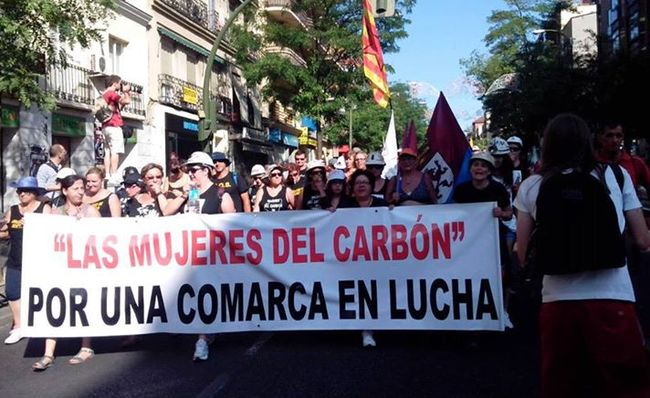 "LAS MUJERES DEL CARBÓN"
POR UNA COMARCA EN LUCHA